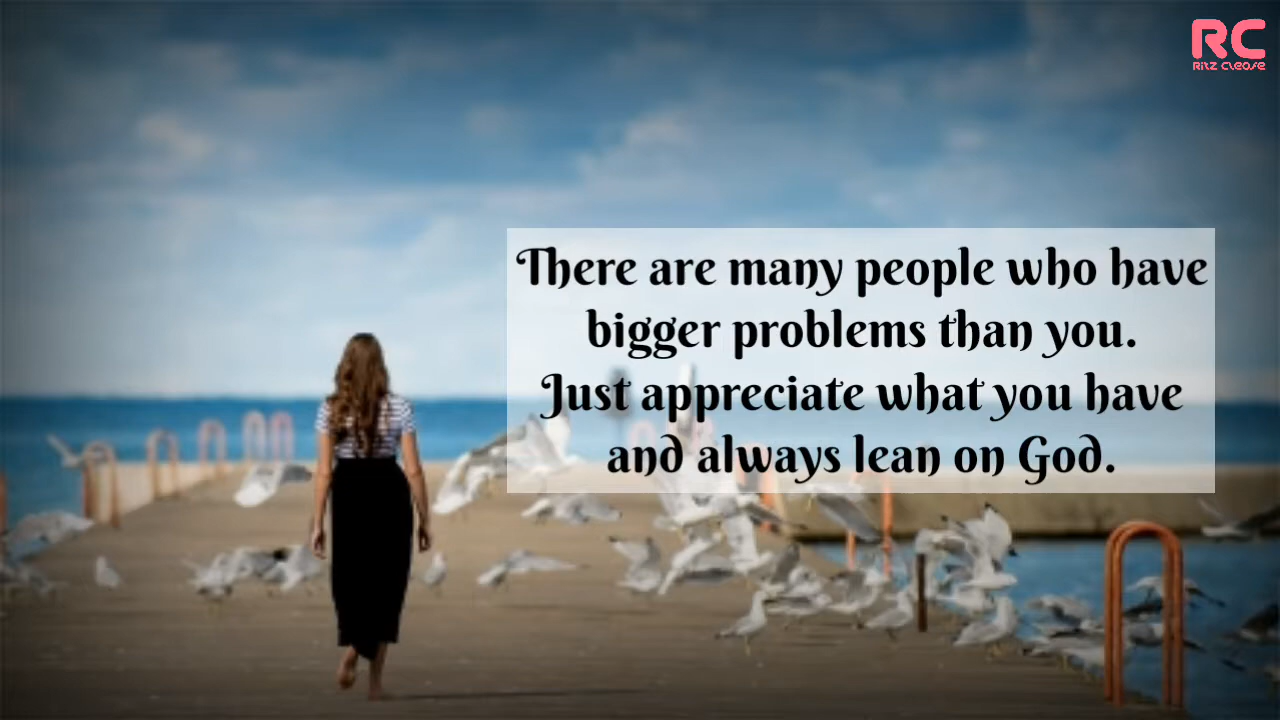 RC
Ritz Cleose
There are many people who have
bigger problems than you.
Just appreciate what you have
and always lean on God.